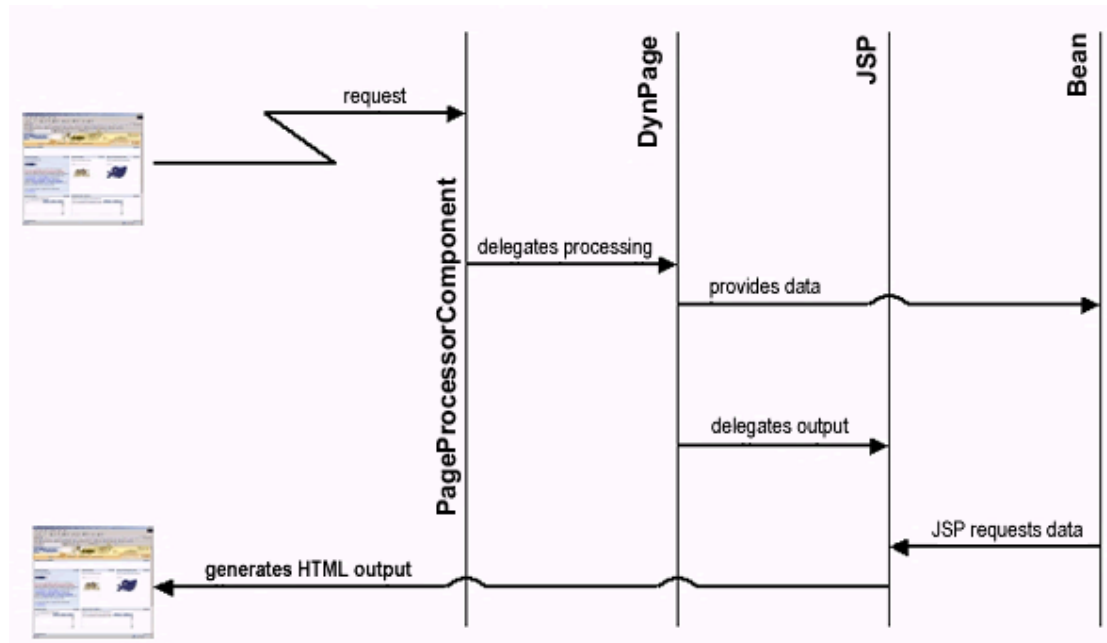 DynPage
JSP
Bean
request
PageProcessorComponent
delegates processing
provides data
delegates output
JSP requests data
generates HTML output